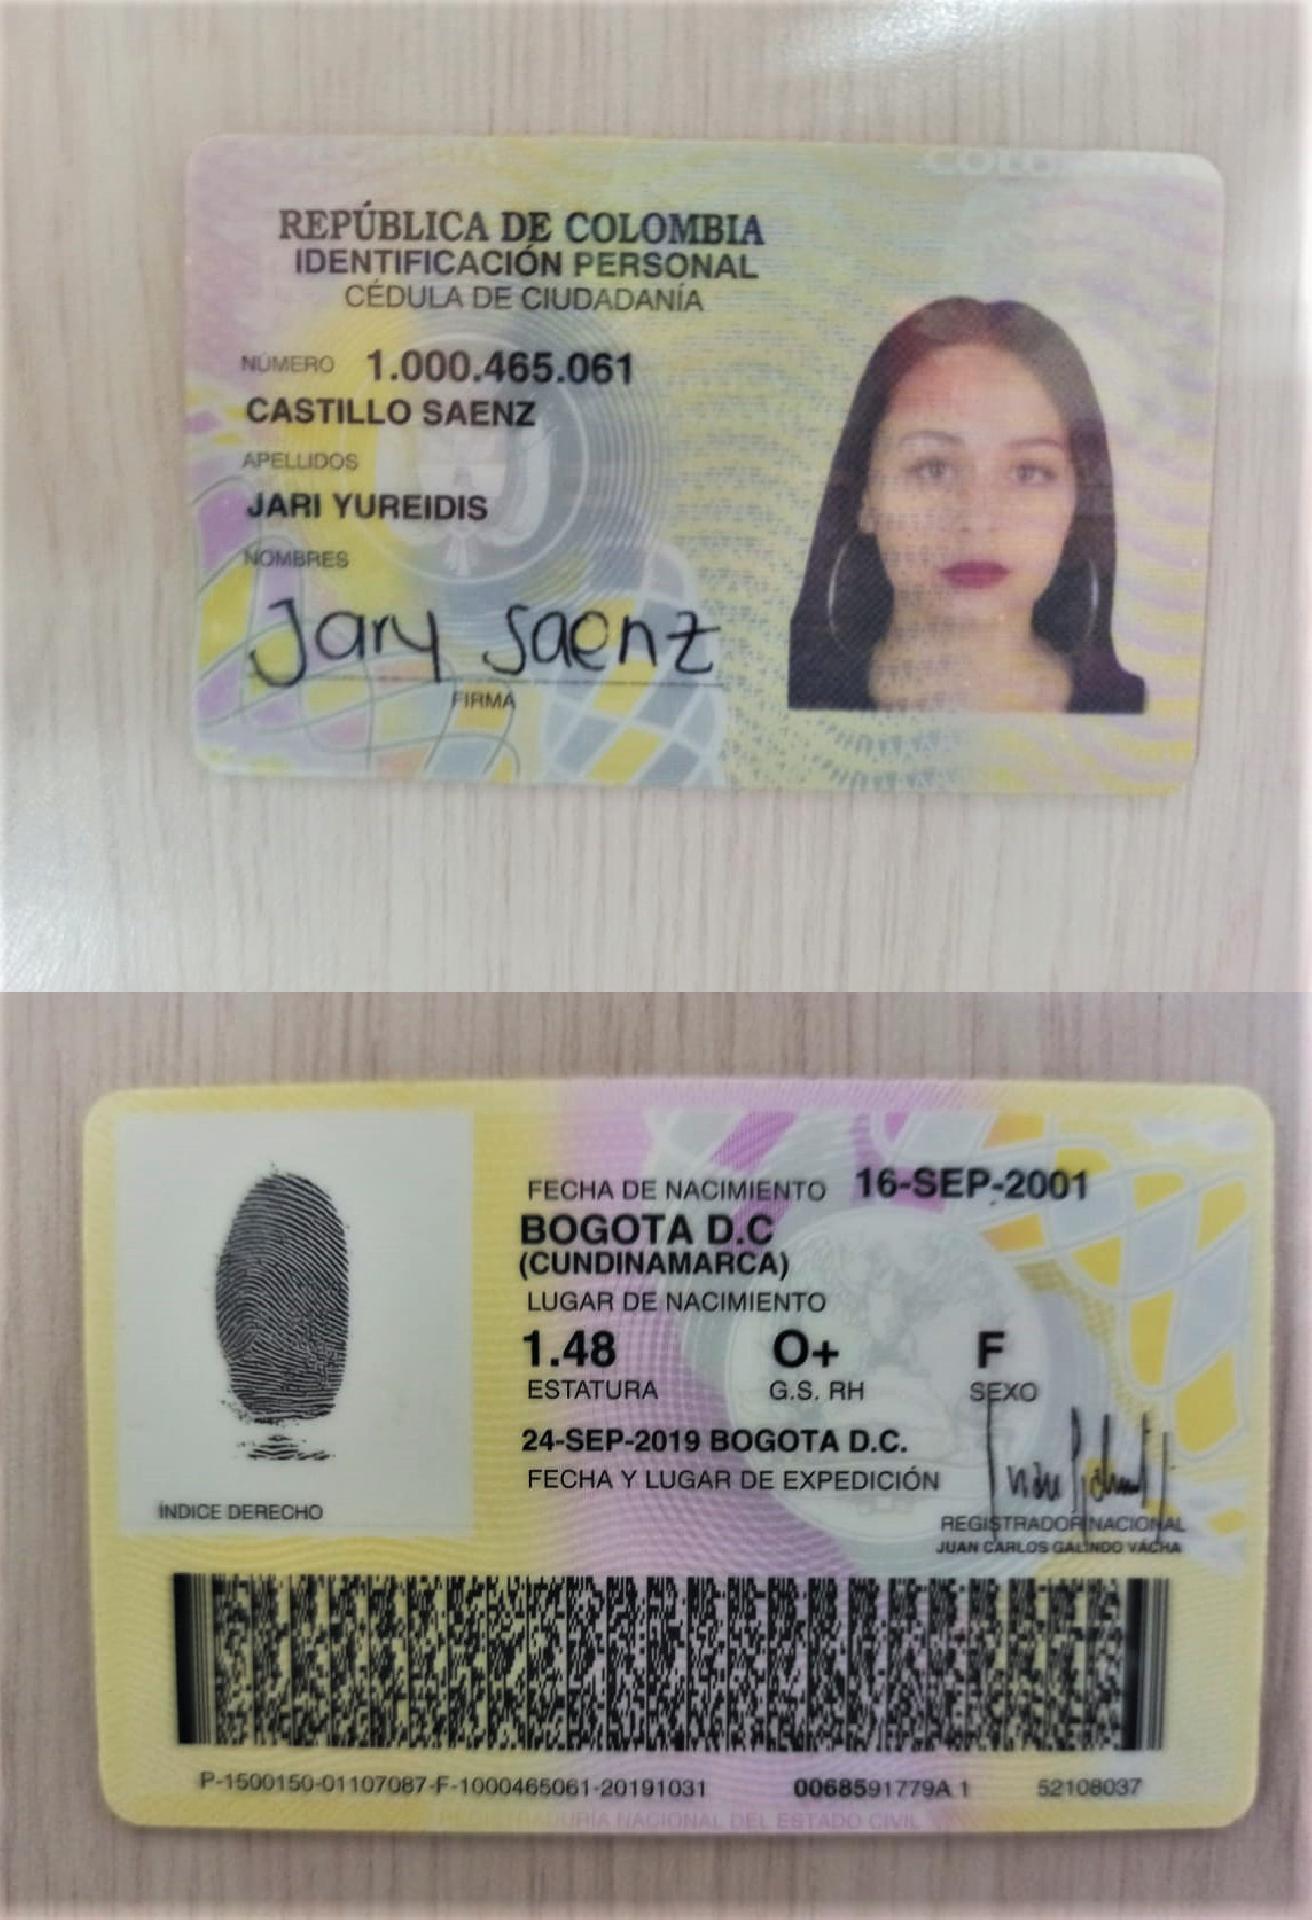 COLOMBIA
REPÚBLICA DE COLOMBIA
IDENTIFICACIÓN PERSONAL
CÉDULA DE CIUDADANÍA
NÚMERO 1.000.465.061
CASTILLO SAENZ
APELLIDOS
JARI YUREIDIS
NOMBRES
Jary Saenz
FIRMA
FECHA DE NACIMIENTO 16-SEP-2001
BOGOTA D.C
(CUNDINAMARCA)
LUGAR DE NACIMIENTO
1.48 O+ F
ESTATURA G.S. RH SEXO
24-SEP-2019 BOGOTA D.C.
FECHA Y LUGAR DE EXPEDICIÓN
ÍNDICE DERECHO
REGISTRADOR NACIONAL
JUAN CARLOS GALINDO VÁCHA
P-1500150-01107087-F-1000465061-20191031 0068591779A 1 52108037
REGISTRADURÍA NACIONAL DEL ESTADO CIVIL